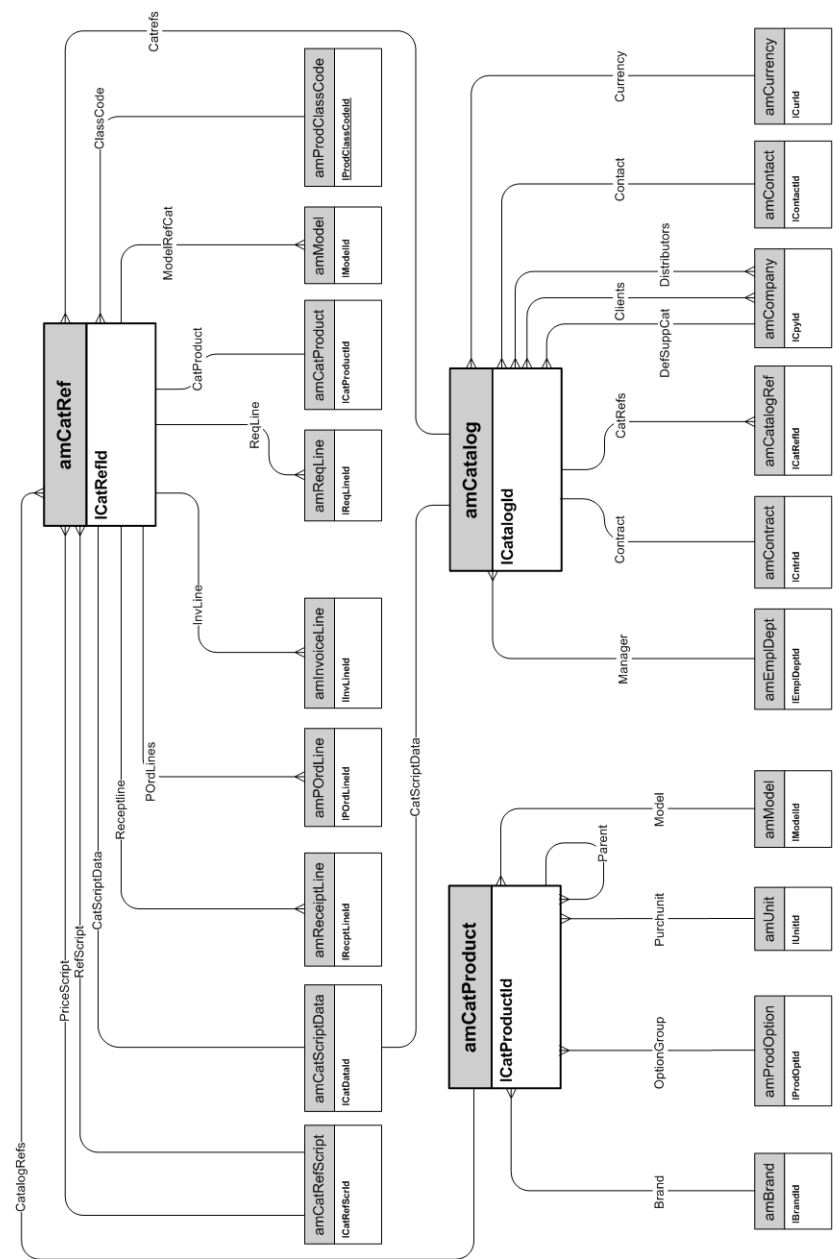 CatalogRefs
PriceScript
RefScript
CatScriptData
Receptline
POrdLines
InvLine
ReqLine
CatProduct
ModelRefCat
ClassCode
Catrefs
amCatRef
lCatRefId
amCatRefScript
lCatRefScrId
amCatScriptData
lCatDataId
amReceiptLine
lRecptLineId
amPOrdLine
lPOrdLineId
amInvoiceLine
lInvLineId
amReqLine
lReqLineId
amCatProduct
lCatProductId
amModel
lModelId
amProdClassCode
lProdClassCodeId
CatScriptData
amCatProduct
lCatProductId
amCatalog
lCatalogId
Brand
OptionGroup
Purchunit
Parent
Model
Manager
Contract
CatRefs
DefSuppCat
Clients
Distributors
Contact
Currency
amBrand
lBrandId
amProdOption
lProdOptId
amUnit
lUnitId
amModel
lModelId
amEmplDept
lEmplDeptId
amContract
lCntrId
amCatalogRef
lCatRefId
amCompany
lCpyId
amContact
lContactId
amCurrency
lCurId